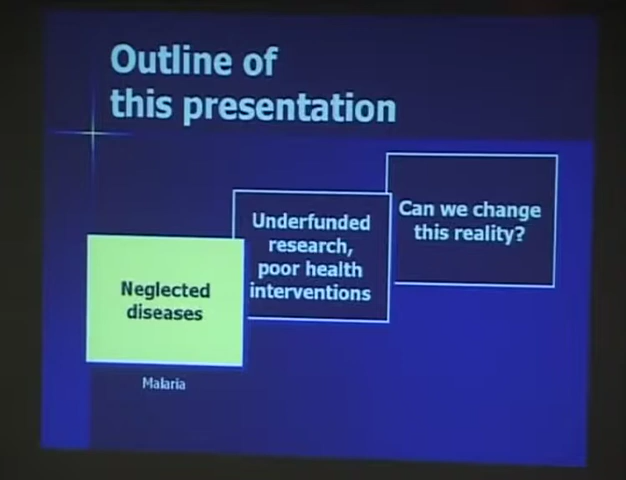 Outline of
this presentation
Neglected
diseases
Malaria
Underfunded
research,
poor health
interventions
Can we change
this reality?